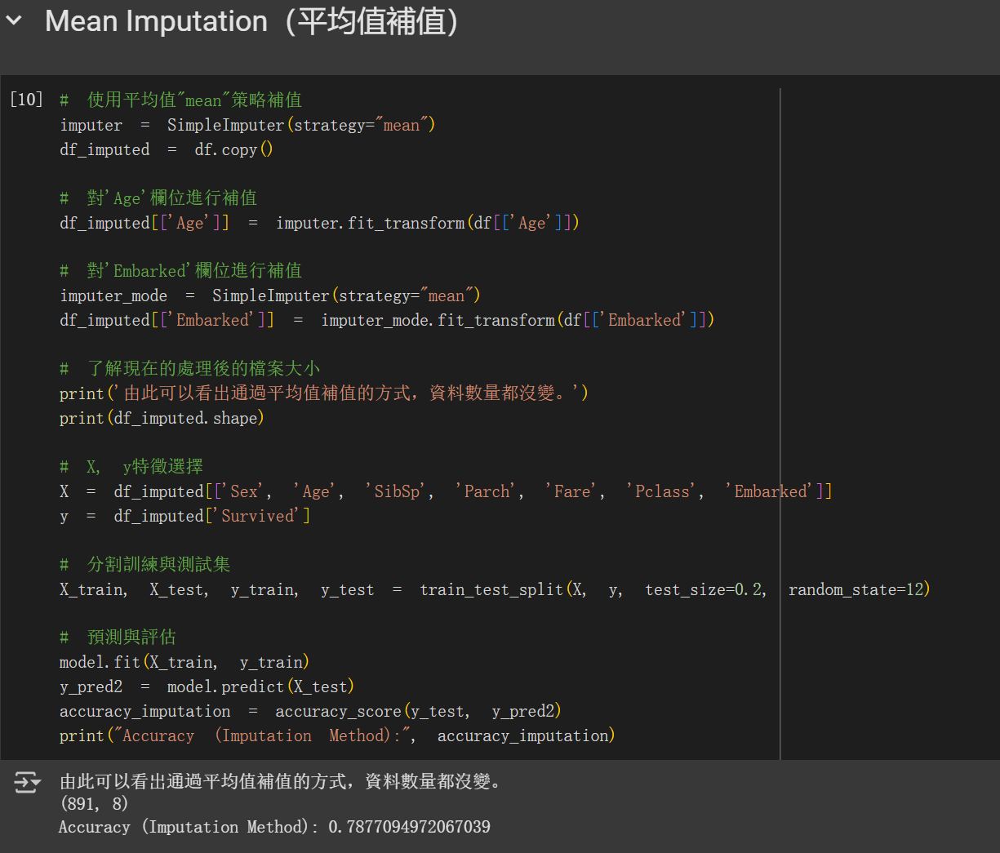 Mean Imputation（平均值補值）
[10] # 使用平均值"mean"策略補值
imputer = SimpleImputer(strategy="mean")
df_imputed = df.copy()
# 對'Age'欄位進行補值
df_imputed[['Age']] = imputer.fit_transform(df[['Age']])
# 對'Embarked'欄位進行補值
imputer_mode = SimpleImputer(strategy="mean")
df_imputed[['Embarked']] = imputer_mode.fit_transform(df[['Embarked']])
# 了解現在的處理後的檔案大小
print('由此可以看出通過平均值補值的方式，資料數量都沒變。')
print(df_imputed.shape)
# X, y特徵選擇
X = df_imputed[['Sex', 'Age', 'SibSp', 'Parch', 'Fare', 'Pclass', 'Embarked']]
y = df_imputed['Survived']
# 分割訓練與測試集
X_train, X_test, y_train, y_test = train_test_split(X, y, test_size=0.2, random_state=12)
# 預測與評估
model.fit(X_train, y_train)
y_pred2 = model.predict(X_test)
accuracy_imputation = accuracy_score(y_test, y_pred2)
print("Accuracy (Imputation Method):", accuracy_imputation)
由此可以看出通過平均值補值的方式，資料數量都沒變。
(891, 8)
Accuracy (Imputation Method): 0.7877094972067039